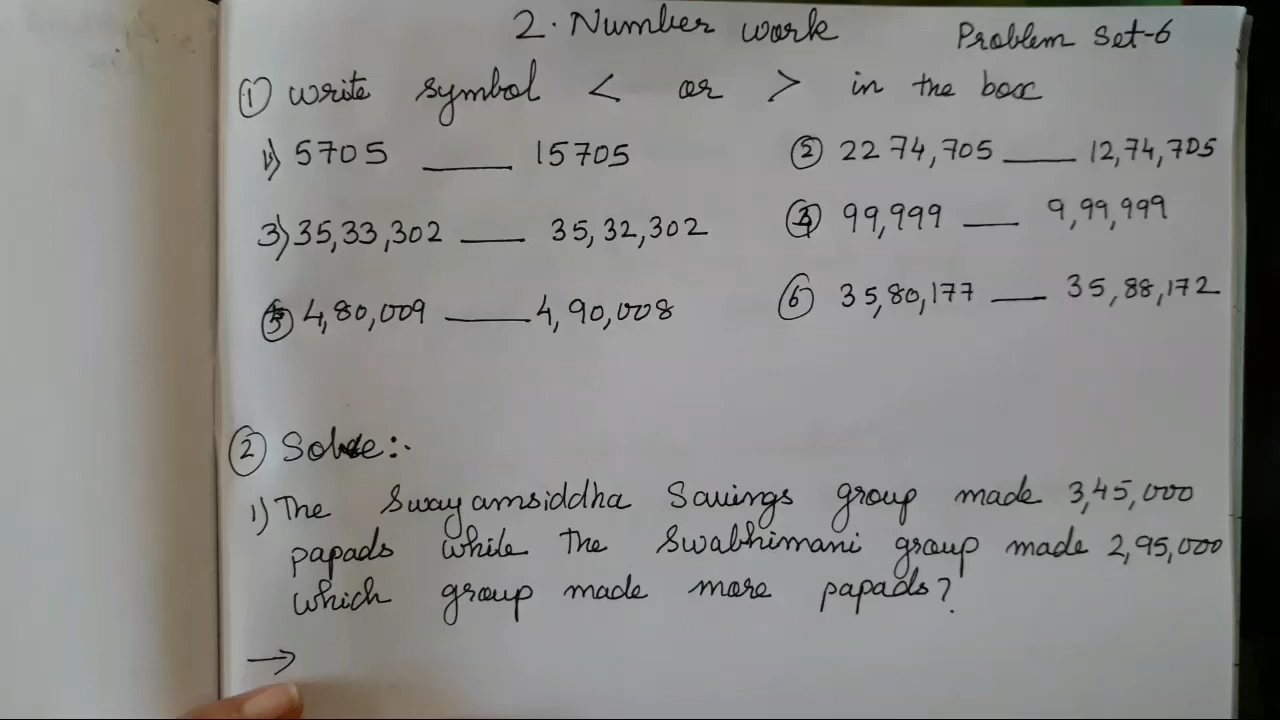 2. Number work Problem Set-6
① write symbol < or > in the box
1) 5705 ____ 15705 ② 2274,705 ____ 12,74,705
3) 35,33,302 ____ 35,32,302 ④ 99,999 ____ 9,99,999
⑤ 4,80,009 ____ 4,90,008 ⑥ 35,80,177 ____ 35,88,172
② Solve:-
1) The Swayamsiddha Savings group made 3,45,000
papads while the Swabhimani group made 2,95,000
which group made more papads?
→